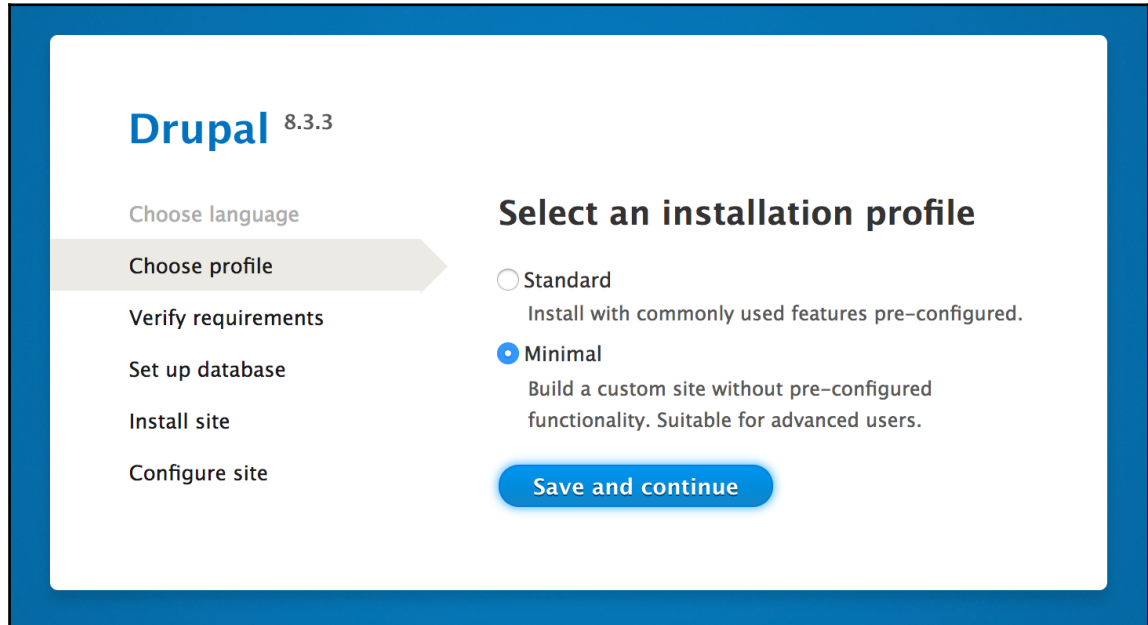 Drupal 8.3.3
Choose language
Choose profile
Verify requirements
Set up database
Install site
Configure site
Select an installation profile
Standard
Install with commonly used features pre-configured.
Minimal
Build a custom site without pre-configured
functionality. Suitable for advanced users.
Save and continue